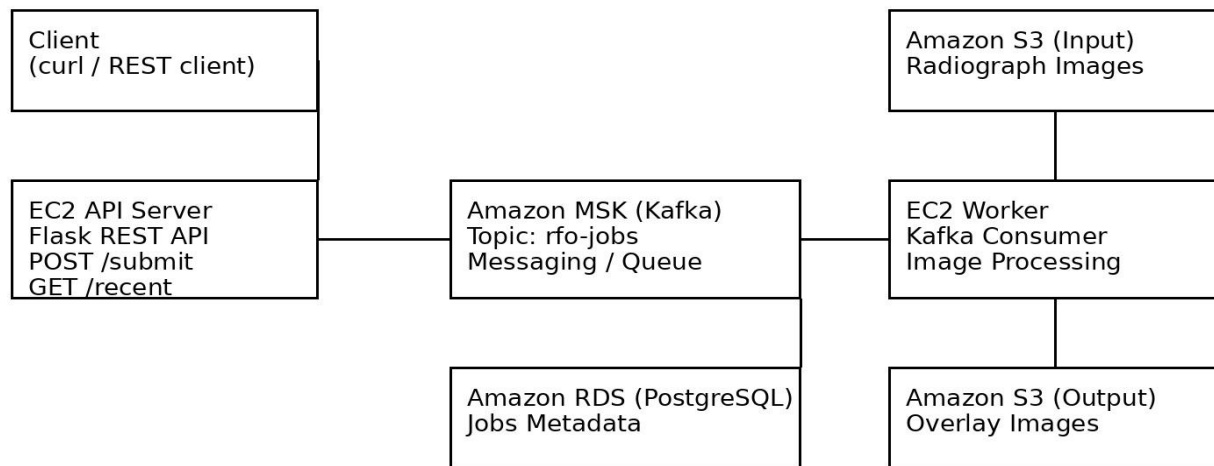 Client
(curl / REST client)
Amazon S3 (Input)
Radiograph Images
EC2 API Server
Flask REST API
POST /submit
GET /recent
Amazon MSK (Kafka)
Topic: rfo-jobs
Messaging / Queue
EC2 Worker
Kafka Consumer
Image Processing
Amazon RDS (PostgreSQL)
Jobs Metadata
Amazon S3 (Output)
Overlay Images